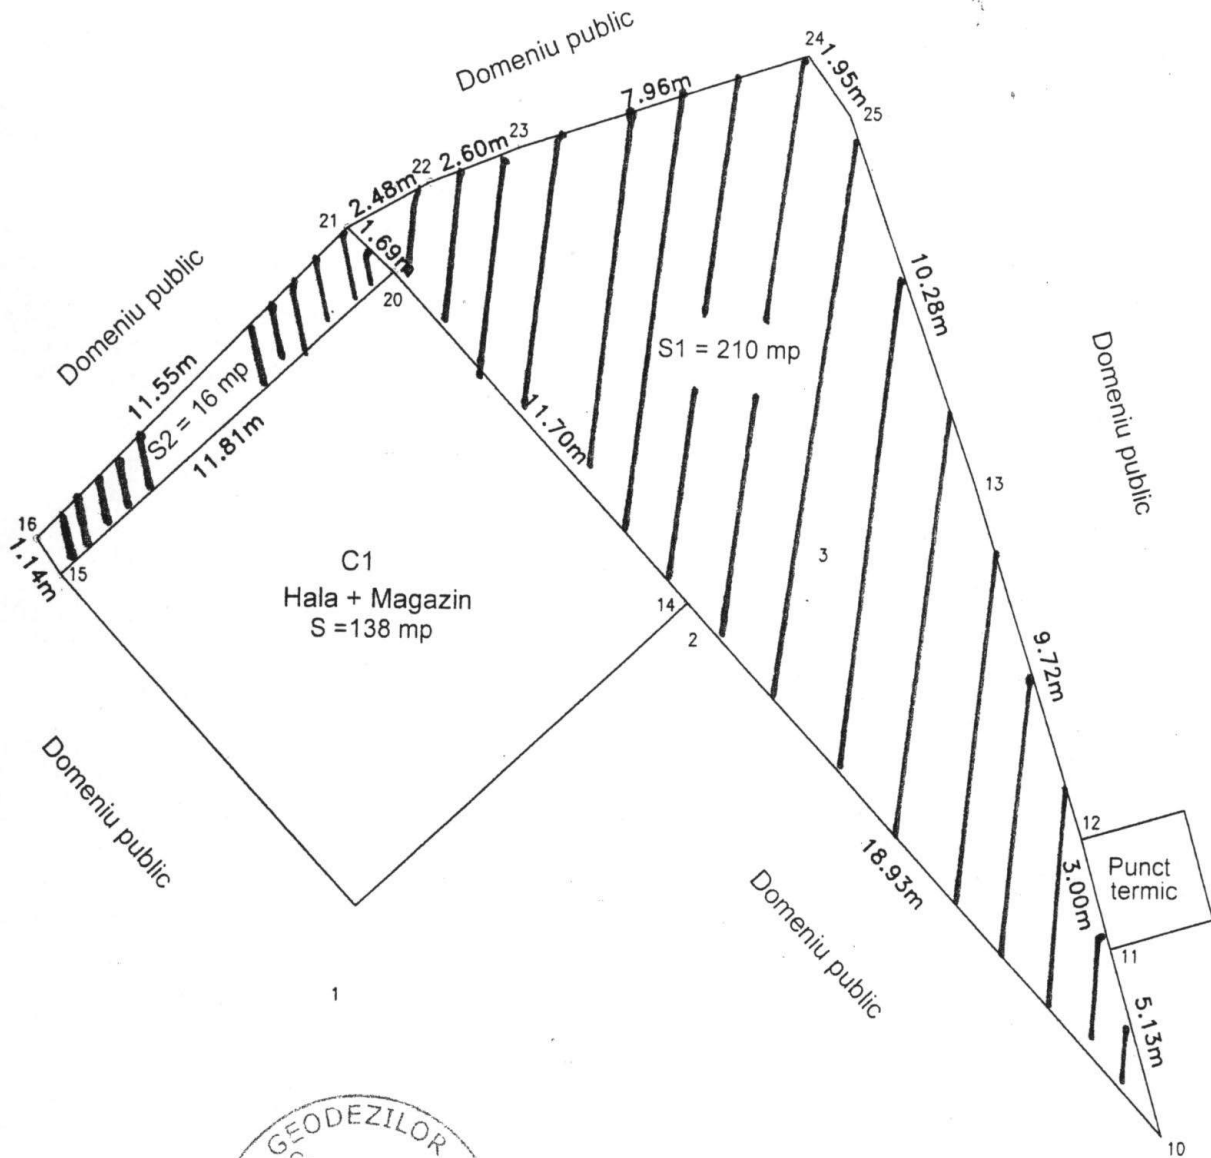 Domeniu public
24
1.95m
25
7.96m
23
2.60m
22
2.48m
21
1.69m
20
Domeniu public
11.55m
S2 = 16 mp
11.81m
10.28m
S1 = 210 mp
Domeniu public
11.70m
13
16
1.14m
15
C1
Hala + Magazin
S =138 mp
3
14
2
9.72m
Domeniu public
12
Punct
termic
3.00m
18.93m
Domeniu public
11
1
5.13m
10
GEODEZILOR